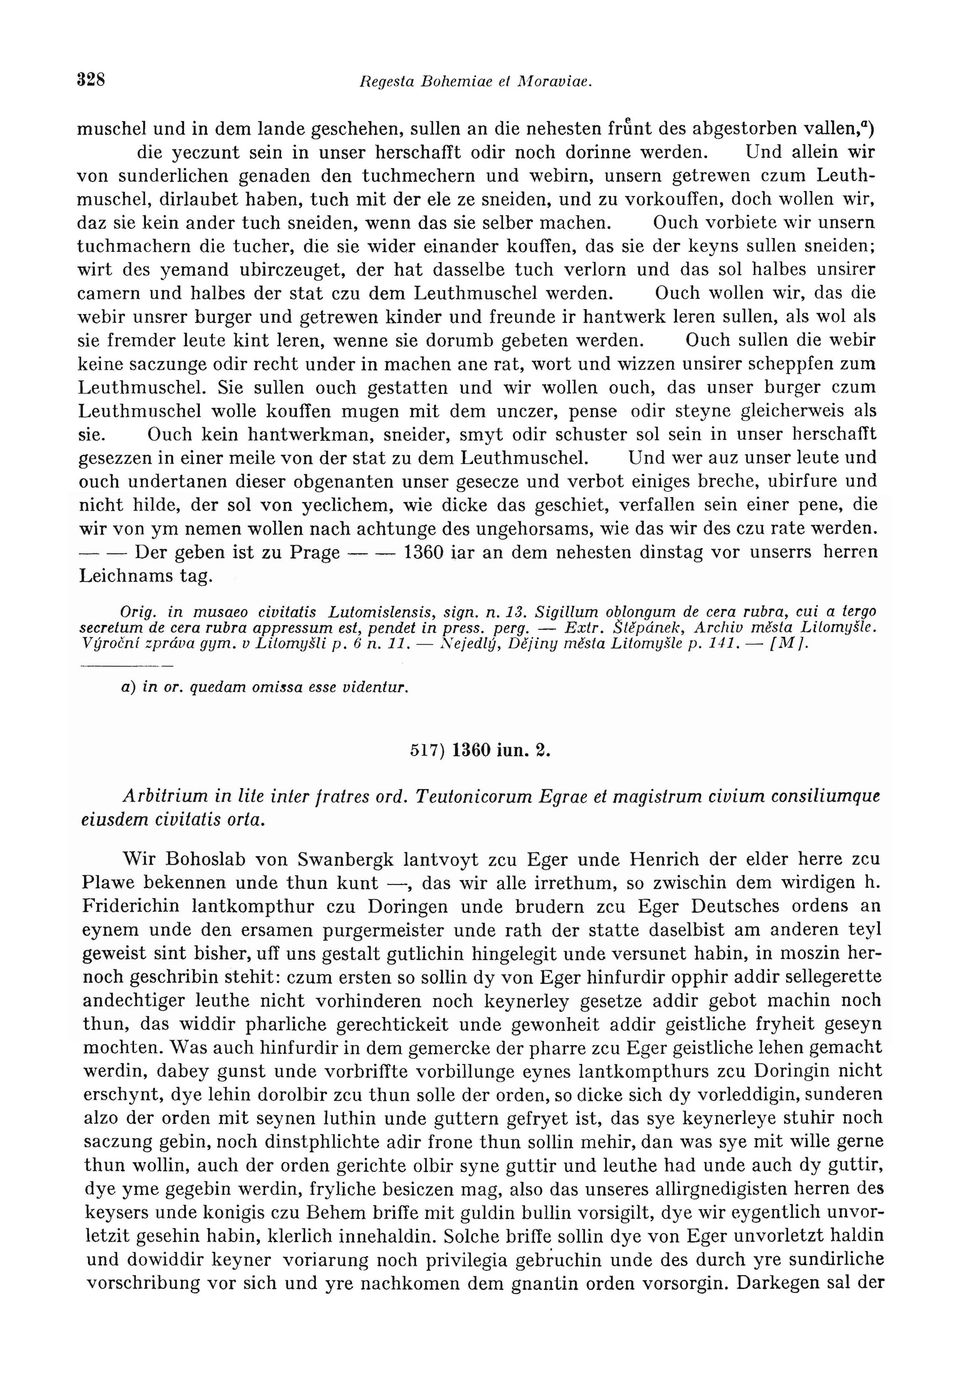 328
Regesta Bohemiae et Moraviae.
muschel und in dem lande geschehen, sullen an die nehesten frůnt des abgestorben vallen,a)
die yeczunt sein in unser herschafft odir noch dorinne werden. Und allein wir
von sunderlichen genaden den tuchmechern und webirn, unsern getrewen czum Leuth-
muschel, dirlaubet haben, tuch mit der ele ze sneiden, und zu vorkouffen, doch wollen wir,
daz sie kein ander tuch sneiden, wenn das sie selber machen. Ouch vorbiete wir unsern
tuchmachern die tucher, die sie wider einander kouffen, das sie der keyns sullen sneiden;
wirt des yemand ubirczeuget, der hat dasselbe tuch verlorn und das sol halbes unsirer
camern und halbes der stat czu dem Leuthmuschel werden. Ouch wollen wir, das die
webir unsrer burger und getrewen kinder und freunde ir hantwerk leren sullen, als wol als
sie fremder leute kint leren, wenne sie dorumb gebeten werden. Ouch sullen die webir
keine saczunge odir recht under in machen ane rat, wort und wizzen unsirer scheppfen zum
Leuthmuschel. Sie sullen ouch gestatten und wir wollen ouch, das unser burger czum
Leuthmuschel wolle kouffen mugen mit dem unczer, pense odir steyne gleicherweis als
sie. Ouch kein hantwerkman, sneider, smyt odir schuster sol sein in unser herschafft
gesezzen in einer meile von der stat zu dem Leuthmuschel. Und wer auz unser leute und
ouch undertanen dieser obgenanten unser gesecze und verbot einiges breche, ubirfure und
nicht hilde, der sol von yeclichem, wie dicke das geschiet, verfallen sein einer pene, die
wir von ym nemen wollen nach achtunge des ungehorsams, wie das wir des czu rate werden.
— — Der geben ist zu Prage — — 1360 iar an dem nehesten dinstag vor unserrs herren
Leichnams tag.
Orig. in musaeo civitatis Lutomislensis, sign. n. 13. Sigillum oblongum de cera rubra, cui a tergo
secretum de cera rubra appressum est, pendet in press. perg. — Extr. Štěpánek, Archiv města Litomyšle.
Výroční zpráva gym. v Litomyšli p. 6 n. 11. — Nejedlý, Dějiny města Litomyšle p. 141. — [M].
a) in or. quedam omissa esse videntur.
517) 1360 iun. 2.
Arbitrium in lite inter fratres ord. Teutonicorum Egrae et magistrum civium consiliumque
eiusdem civitatis orta.
Wir Bohoslab von Swanbergk lantvoyt zcu Eger unde Henrich der elder herre zcu
Plawe bekennen unde thun kunt —, das wir alle irrethum, so zwischin dem wirdigen h.
Friderichin lantkompthur czu Doringen unde brudern zcu Eger Deutsches ordens an
eynem unde den ersamen purgermeister unde rath der statte daselbist am anderen teyl
geweist sint bisher, uff uns gestalt gutlichin hingelegit unde versunet habin, in moszin her-
noch geschribin stehit: czum ersten so sollin dy von Eger hinfurdir opphir addir sellegerette
andechtiger leuthe nicht vorhinderen noch keynerley gesetze addir gebot machin noch
thun, das widdir pharliche gerechtickeit unde gewonheit addir geistliche fryheit geseyn
mochten. Was auch hinfurdir in dem gemercke der pharre zcu Eger geistliche lehen gemacht
werdin, dabey gunst unde vorbriffte vorbillunge eynes lantkompthurs zcu Doringin nicht
erschynt, dye lehin dorolbir zcu thun solle der orden, so dicke sich dy vorleddigin, sunderen
alzo der orden mit seynen luthin unde guttern gefryet ist, das sye keynerleye stuhir noch
saczung gebin, noch dinstphlichte adir frone thun sollin mehir, dan was sye mit wille gerne
thun wollin, auch der orden gerichte olbir syne guttir und leuthe had unde auch dy guttir,
dye yme gegebin werdin, fryliche besiczen mag, also das unseres allirgnedigisten herren des
keysers unde konigis czu Behem briffe mit guldin bullin vorsigilt, dye wir eygentlich unvor-
letzit gesehin habin, klerlich innehaldin. Solche briffe sollin dye von Eger unvorletzt haldin
und dowiddir keyner voriarung noch privilegia gebruchin unde des durch yre sundirliche
vorschribung vor sich und yre nachkomen dem gnantin orden vorsorgin. Darkegen sal der